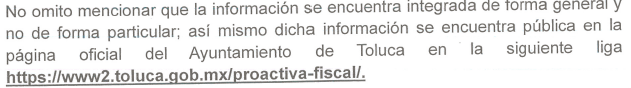 No omito mencionar que la información se encuentra integrada de forma general y
no de forma particular; así mismo dicha información se encuentra pública en la
página oficial del Ayuntamiento de Toluca en la siguiente liga
https://www2.toluca.gob.mx/proactiva-fiscal/.